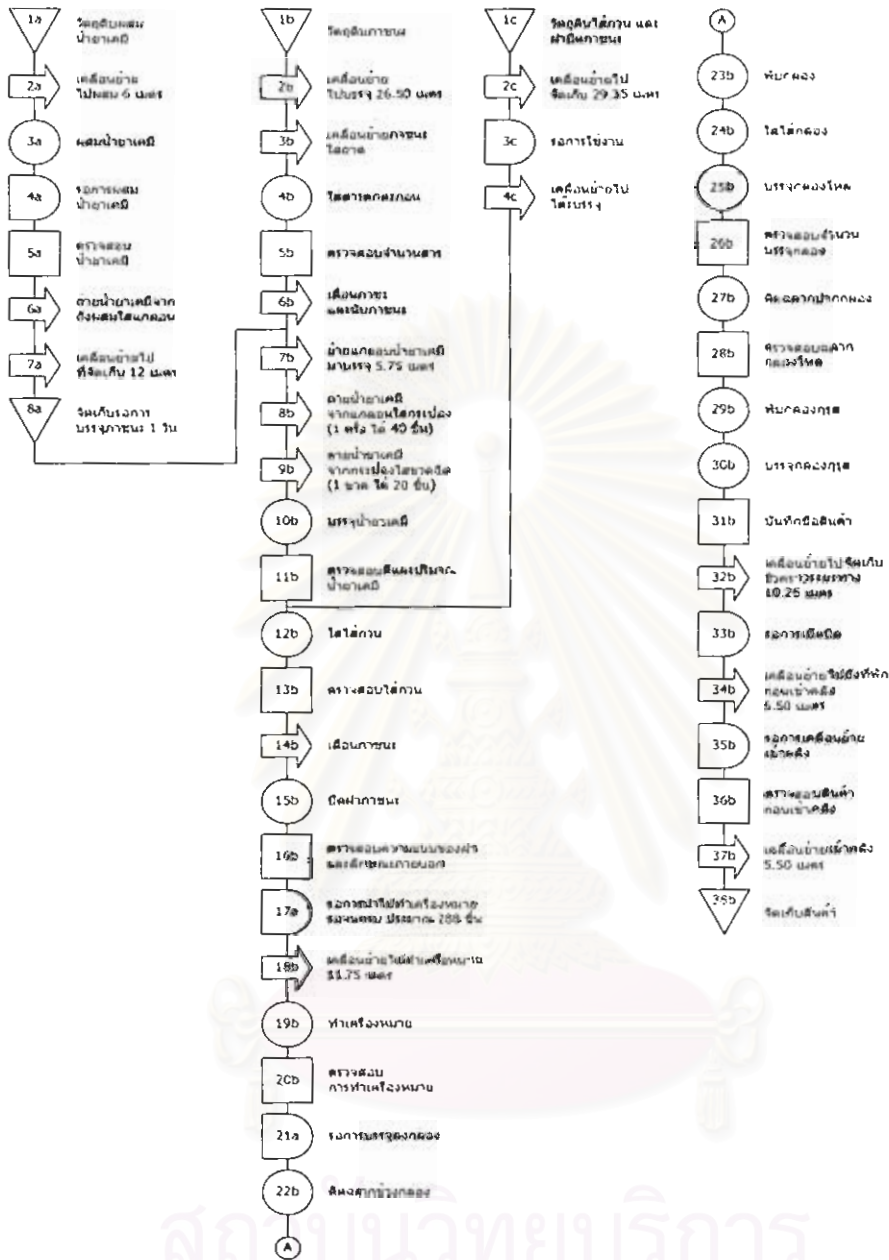 1a
วัตถุดิบผสม
น้ำยาเคมี
2a
เคลื่อนย้าย
ไปผสม 6 เมตร
3a
ผสมน้ำยาเคมี
4a
รอการผสม
น้ำยาเคมี
5a
ตรวจสอบ
น้ำยาเคมี
6a
ถ่ายน้ำยาเคมีจาก
ถังผสมใส่แกลลอน
7a
เคลื่อนย้ายไป
ที่จัดเก็บ 12 เมตร
8a
จัดเก็บรอการ
บรรจุภาชนะ 1 วัน
1b
วัตถุดิบภาชนะ
2b
เคลื่อนย้าย
ไปบรรจุ 26.50 เมตร
3b
เคลื่อนย้ายภาชนะ
ใส่ถาด
4b
ใส่สารตกตะกอน
5b
ตรวจสอบจำนวนสาร
6b
เลื่อนภาชะ
และนับภาชนะ
7b
ย้ายแกลลอนน้ำยาเคมี
มาบรรจุ 5.75 เมตร
8b
ถ่ายน้ำยาเคมี
จากแกลลอนใส่กระป๋อง
(1 ครั้ง ได้ 40 ชิ้น)
9b
ถ่ายน้ำยาเคมี
จากกระป๋องใส่ขวดฉีด
(1 ขวด ได้ 20 ชิ้น)
10b
บรรจุน้ำยาเคมี
11b
ตรวจสอบสีและปริมาณ
น้ำยาเคมี
12b
ใส่ไส้กวน
13b
ตรวจสอบไส้กวน
14b
เลื่อนภาชนะ
15b
ปิดฝาภาชนะ
16b
ตรวจสอบความแน่นของฝา
และลักษณะภายนอก
17a
รอการนำไปทำเครื่องหมาย
รอจนครบ ประมาณ 288 ชิ้น
18b
เคลื่อนย้ายไปทำเครื่องหมาย
11.75 เมตร
19b
ทำเครื่องหมาย
20b
ตรวจสอบ
การทำเครื่องหมาย
21a
รอการบรรจุลงกล่อง
22b
ติดฉลากข้างกล่อง
A
1c
วัตถุดิบไส้กวน และ
ฝาปิดภาชนะ
2c
เคลื่อนย้ายไป
จัดเก็บ 29.35 เมตร
3c
รอการใช้งาน
4c
เคลื่อนย้ายไป
โต๊ะบรรจุ
A
23b
พับกล่อง
24b
ใส่ไส้กล่อง
25b
บรรจุกล่องโหล
26b
ตรวจสอบจำนวน
บรรจุกล่อง
27b
ติดฉลากปากกล่อง
28b
ตรวจสอบฉลาก
กล่องโหล
29b
พับกล่องกุรุส
30b
บรรจุกล่องกุรุส
31b
บันทึกชื่อสินค้า
32b
เคลื่อนย้ายไปจัดเก็บ
ชั่วคราวระยะทาง
10.25 เมตร
33b
34b
เคลื่อนย้ายไปยังที่พัก
ก่อนเข้าคลัง
5.50 เมตร
35b
รอการเคลื่อนย้าย
เข้าคลัง
36b
ตรวจสอบสินค้า
ก่อนเข้าคลัง
37b
เคลื่อนย้ายเข้าคลัง
5.50 เมตร
38b
จัดเก็บสินค้า
สถาบันวิทยบริการ